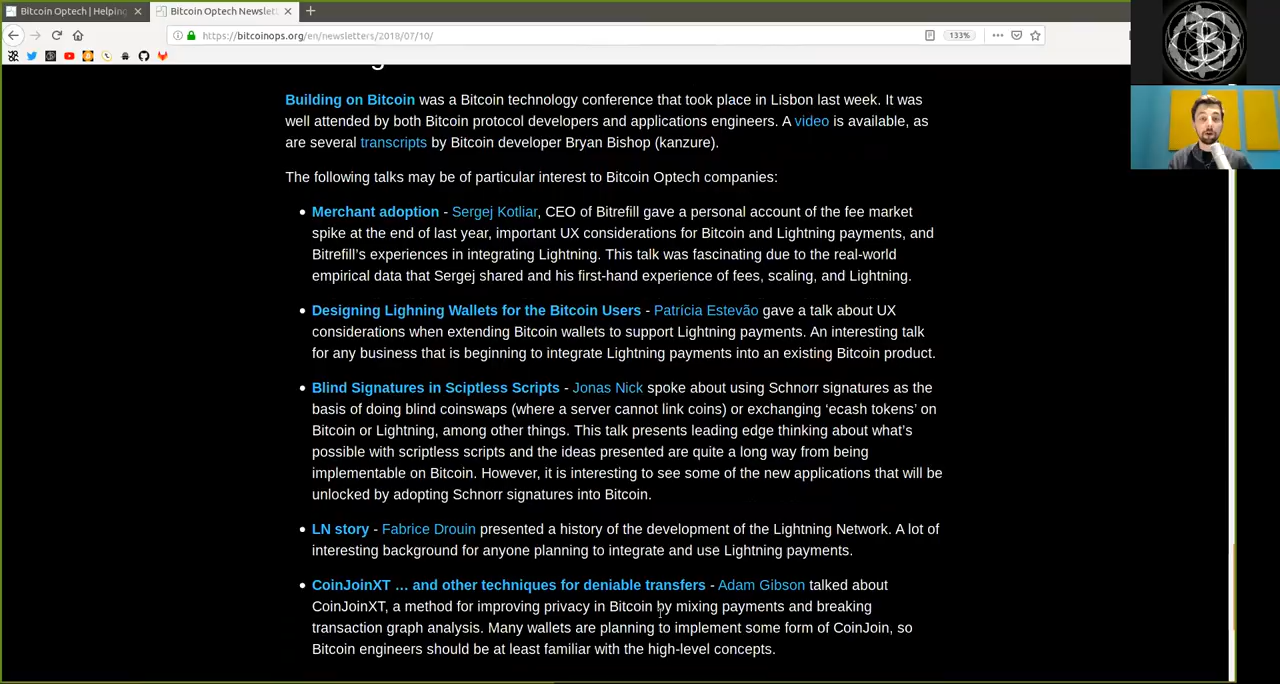 Bitcoin Optech | Helping
Bitcoin Optech Newslett
https://bitcoinops.org/en/newsletters/2018/07/10/
133%
Building on Bitcoin was a Bitcoin technology conference that took place in Lisbon last week. It was
well attended by both Bitcoin protocol developers and applications engineers. A video is available, as
are several transcripts by Bitcoin developer Bryan Bishop (kanzure).
The following talks may be of particular interest to Bitcoin Optech companies:
• Merchant adoption - Sergej Kotliar, CEO of Bitrefill gave a personal account of the fee market
spike at the end of last year, important UX considerations for Bitcoin and Lightning payments, and
Bitrefill’s experiences in integrating Lightning. This talk was fascinating due to the real-world
empirical data that Sergej shared and his first-hand experience of fees, scaling, and Lightning.
• Designing Lighning Wallets for the Bitcoin Users - Patrícia Estevão gave a talk about UX
considerations when extending Bitcoin wallets to support Lightning payments. An interesting talk
for any business that is beginning to integrate Lightning payments into an existing Bitcoin product.
• Blind Signatures in Sciptless Scripts - Jonas Nick spoke about using Schnorr signatures as the
basis of doing blind coinswaps (where a server cannot link coins) or exchanging ‘ecash tokens’ on
Bitcoin or Lightning, among other things. This talk presents leading edge thinking about what’s
possible with scriptless scripts and the ideas presented are quite a long way from being
implementable on Bitcoin. However, it is interesting to see some of the new applications that will be
unlocked by adopting Schnorr signatures into Bitcoin.
• LN story - Fabrice Drouin presented a history of the development of the Lightning Network. A lot of
interesting background for anyone planning to integrate and use Lightning payments.
• CoinJoinXT … and other techniques for deniable transfers - Adam Gibson talked about
CoinJoinXT, a method for improving privacy in Bitcoin by mixing payments and breaking
transaction graph analysis. Many wallets are planning to implement some form of CoinJoin, so
Bitcoin engineers should be at least familiar with the high-level concepts.